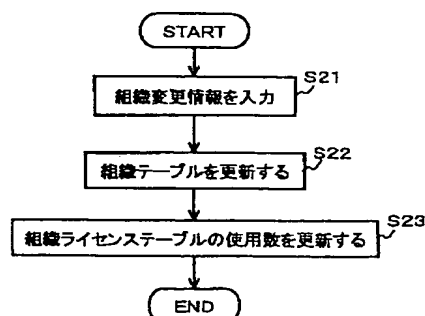 START
S21
組織変更情報を入力
S22
組織テーブルを更新する
S23
組織ライセンステーブルの使用数を更新する
END